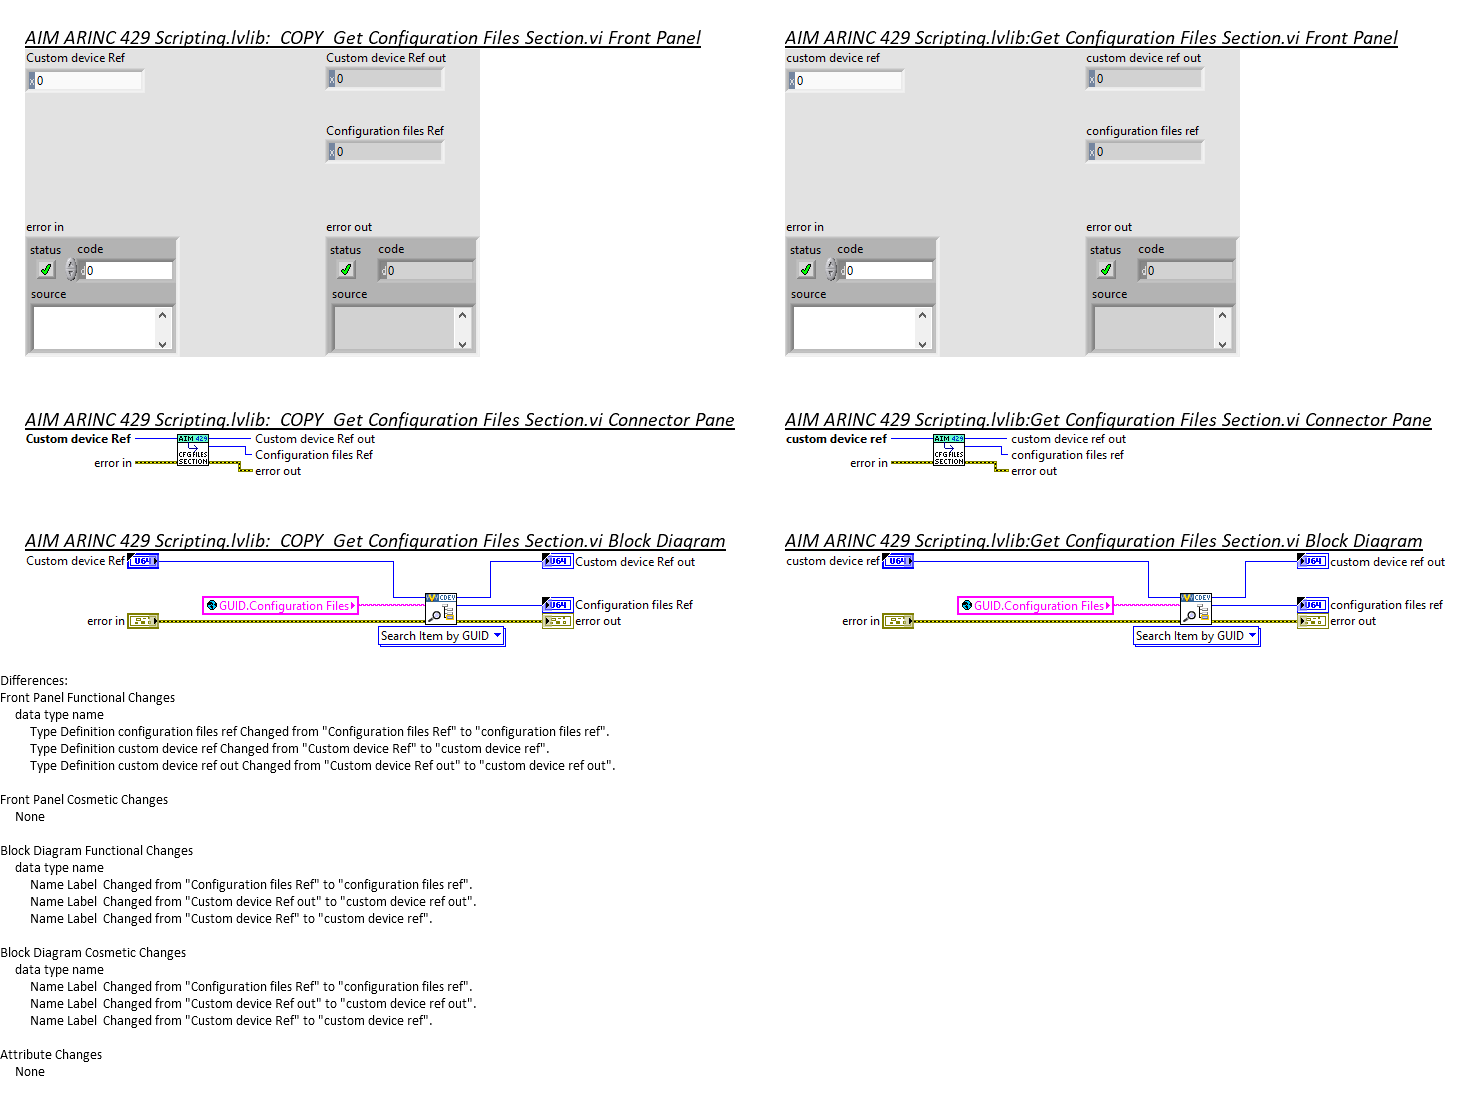 AIM ARINC 429 Scripting.lvlib:_COPY_Get Configuration Files Section.vi Front Panel
Custom device Ref
Custom device Ref out
x 0
x 0
Configuration files Ref
x 0
error in
error out
status code
status code
d 0
d 0
source
source
AIM ARINC 429 Scripting.lvlib:Get Configuration Files Section.vi Front Panel
custom device ref
custom device ref out
x 0
x 0
configuration files ref
x 0
error in
error out
status code
status code
d 0
d 0
source
source
AIM ARINC 429 Scripting.lvlib:_COPY_Get Configuration Files Section.vi Connector Pane
Custom device Ref
AIM 429
CFG FILES
SECTION
Custom device Ref out
Configuration files Ref
error in
error out
AIM ARINC 429 Scripting.lvlib:Get Configuration Files Section.vi Connector Pane
custom device ref
AIM 429
CFG FILES
SECTION
custom device ref out
configuration files ref
error in
error out
AIM ARINC 429 Scripting.lvlib:_COPY_Get Configuration Files Section.vi Block Diagram
Custom device Ref U64
U64 Custom device Ref out
GUID.Configuration Files
CDEV
U64 Configuration files Ref
error in
error out
Search Item by GUID
AIM ARINC 429 Scripting.lvlib:Get Configuration Files Section.vi Block Diagram
custom device ref U64
U64 custom device ref out
GUID.Configuration Files
CDEV
U64 configuration files ref
error in
error out
Search Item by GUID
Differences:
Front Panel Functional Changes
data type name
Type Definition configuration files ref Changed from "Configuration files Ref" to "configuration files ref".
Type Definition custom device ref Changed from "Custom device Ref" to "custom device ref".
Type Definition custom device ref out Changed from "Custom device Ref out" to "custom device ref out".
Front Panel Cosmetic Changes
None
Block Diagram Functional Changes
data type name
Name Label  Changed from "Configuration files Ref" to "configuration files ref".
Name Label  Changed from "Custom device Ref out" to "custom device ref out".
Name Label  Changed from "Custom device Ref" to "custom device ref".
Block Diagram Cosmetic Changes
data type name
Name Label  Changed from "Configuration files Ref" to "configuration files ref".
Name Label  Changed from "Custom device Ref out" to "custom device ref out".
Name Label  Changed from "Custom device Ref" to "custom device ref".
Attribute Changes
None